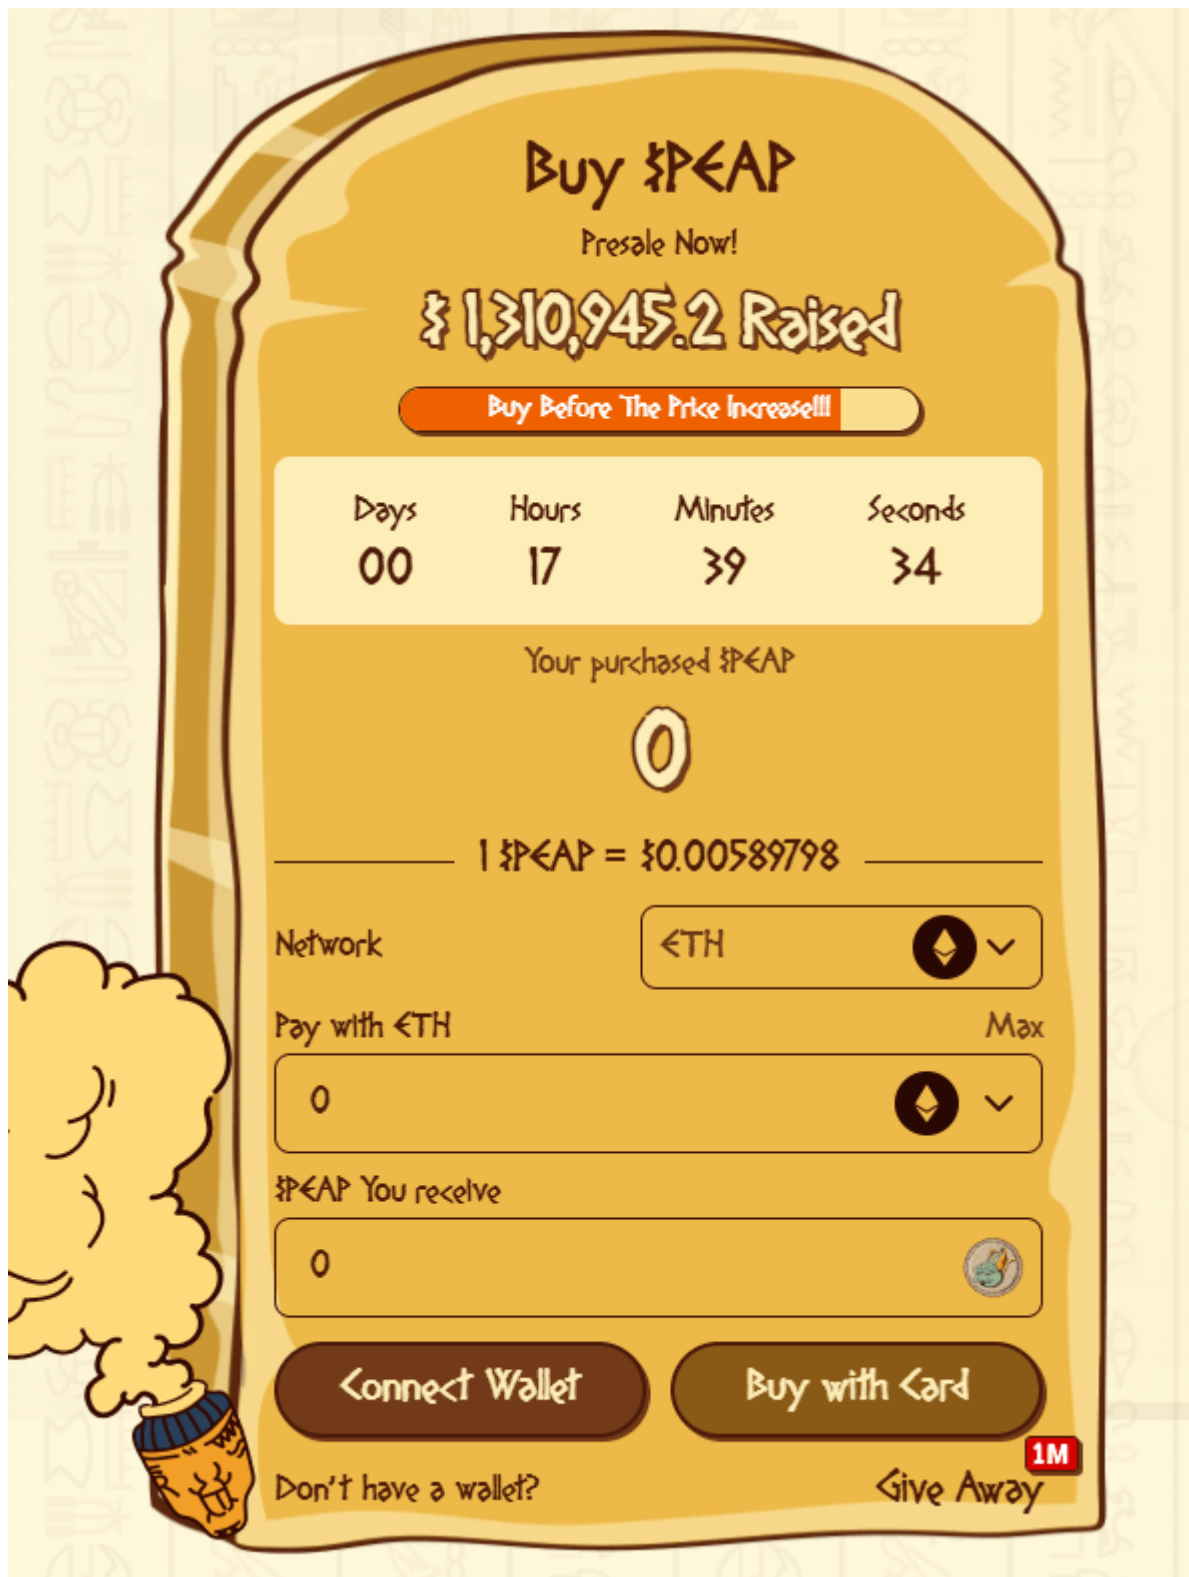 Buy $PEAP
Presale Now!
$ 1,310,945.2 Raised
Buy Before The Price Increase!!!
Days Hours Minutes Seconds
00 17 39 34
Your purchased $PEAP
0
1 $PEAP = $0.00589798
Network ETH
Pay with ETH Max
0
$PEAP You receive
0
Connect Wallet Buy with Card
1M
Don't have a wallet? Give Away